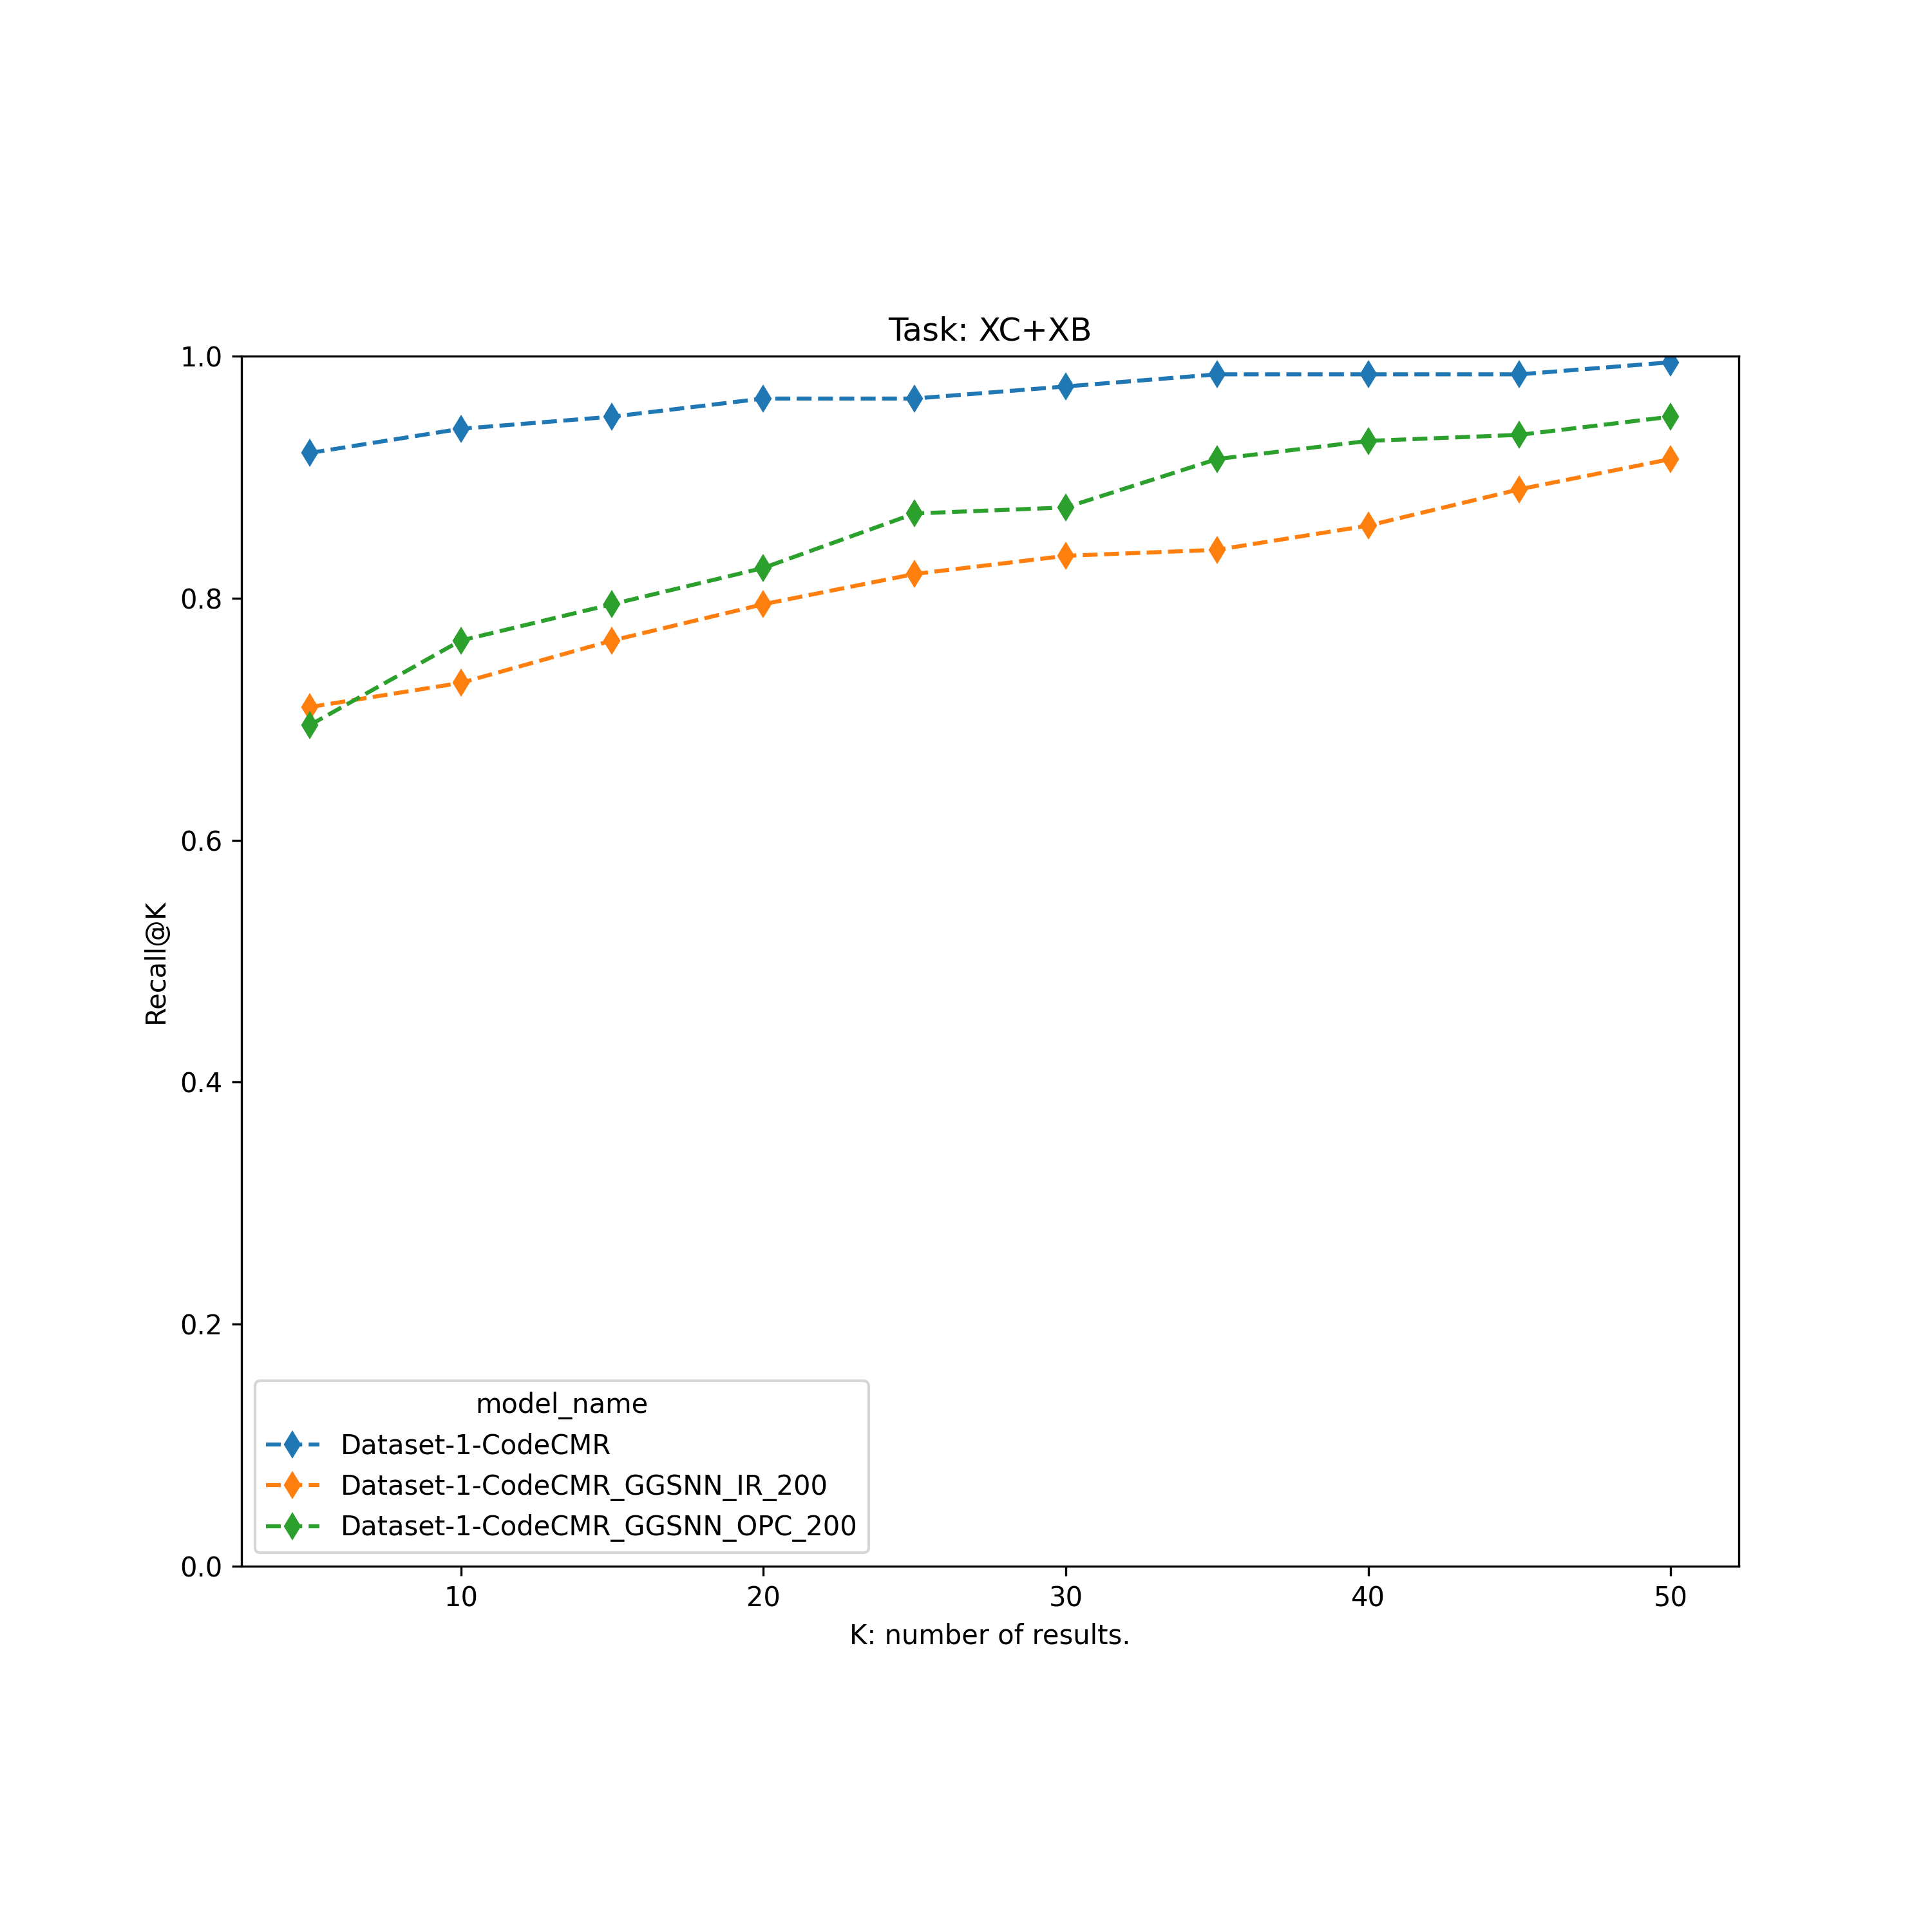 Task: XC+XB
1.0
0.8
0.6
0.4
0.2
0.0
Recall@K
model_name
Dataset-1-CodeCMR
Dataset-1-CodeCMR_GGSNN_IR_200
Dataset-1-CodeCMR_GGSNN_OPC_200
10 20 30 40 50
K: number of results.